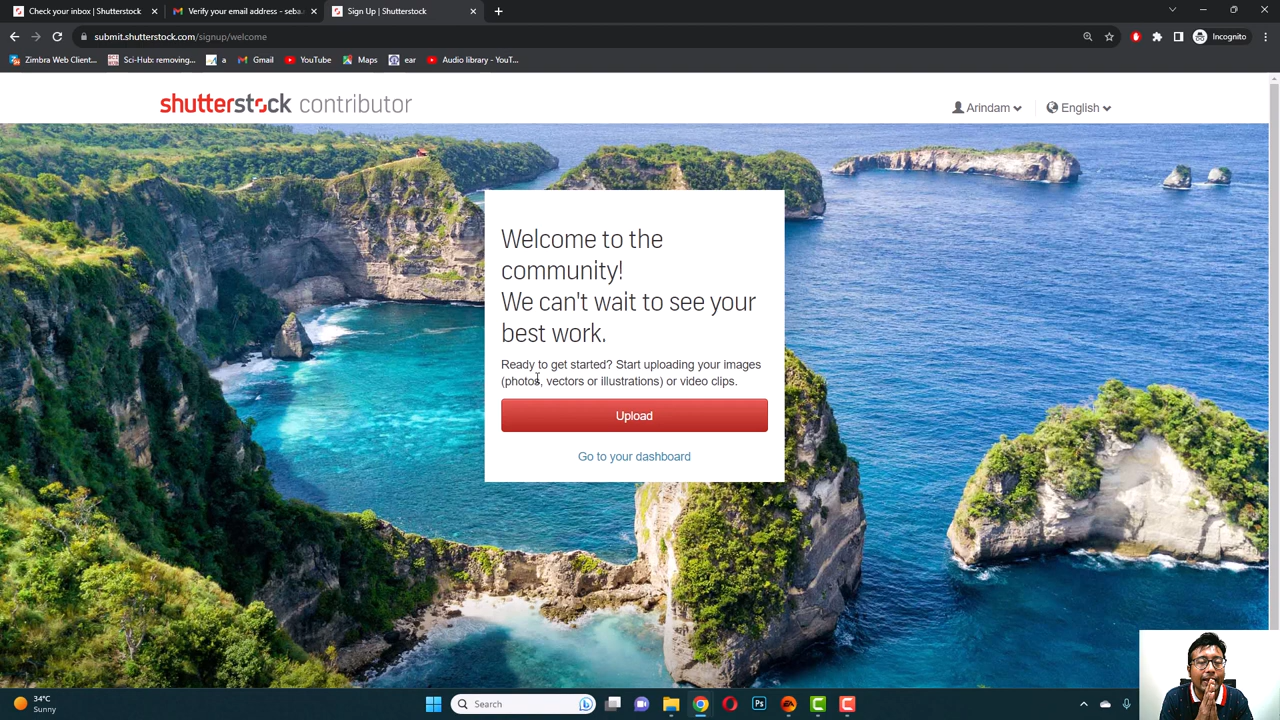 Check your inbox | Shutterstock
Verify your email address - seba
Sign Up | Shutterstock
submit.shutterstock.com/signup/welcome
Incognito
Zimbra Web Client...
Sci-Hub: removing...
a
Gmail
YouTube
Maps
ear
Audio library - YouT...
shutterstock contributor
Arindam
English
Welcome to the
community!
We can't wait to see your
best work.
Ready to get started? Start uploading your images
(photos, vectors or illustrations) or video clips.
Upload
Go to your dashboard
34°C
Sunny
Search
Ps